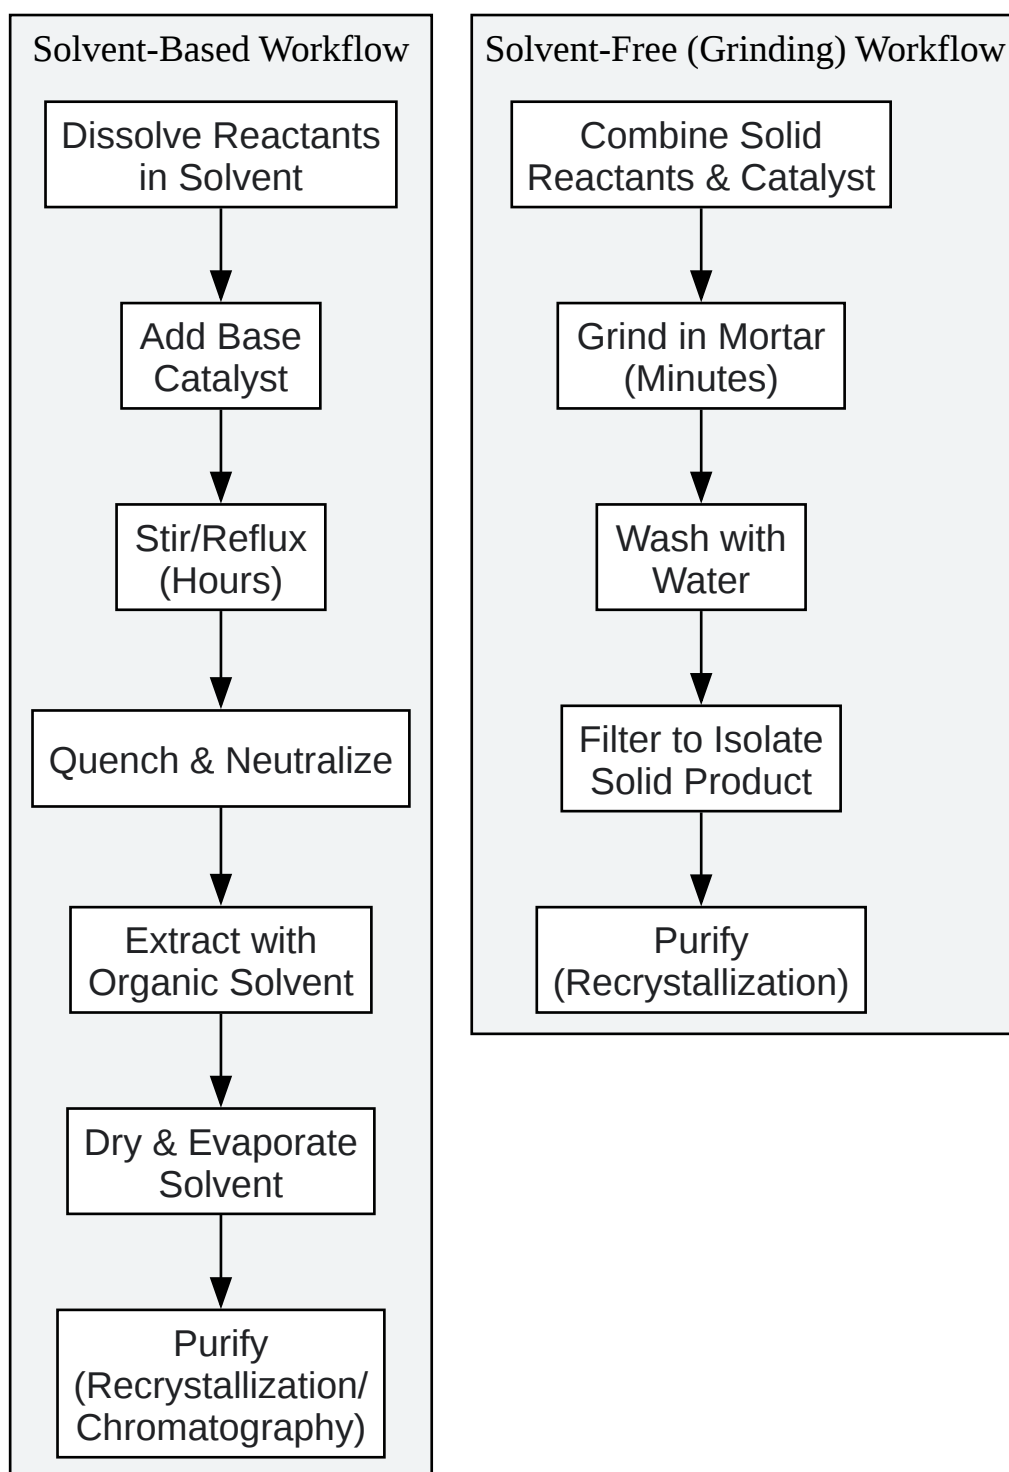 Solvent-Based Workflow
Dissolve Reactants
in Solvent
Add Base
Catalyst
Stir/Reflux
(Hours)
Quench & Neutralize
Extract with
Organic Solvent
Dry & Evaporate
Solvent
Purify
(Recrystallization/
Chromatography)
Solvent-Free (Grinding) Workflow
Combine Solid
Reactants & Catalyst
Grind in Mortar
(Minutes)
Wash with
Water
Filter to Isolate
Solid Product
Purify
(Recrystallization)